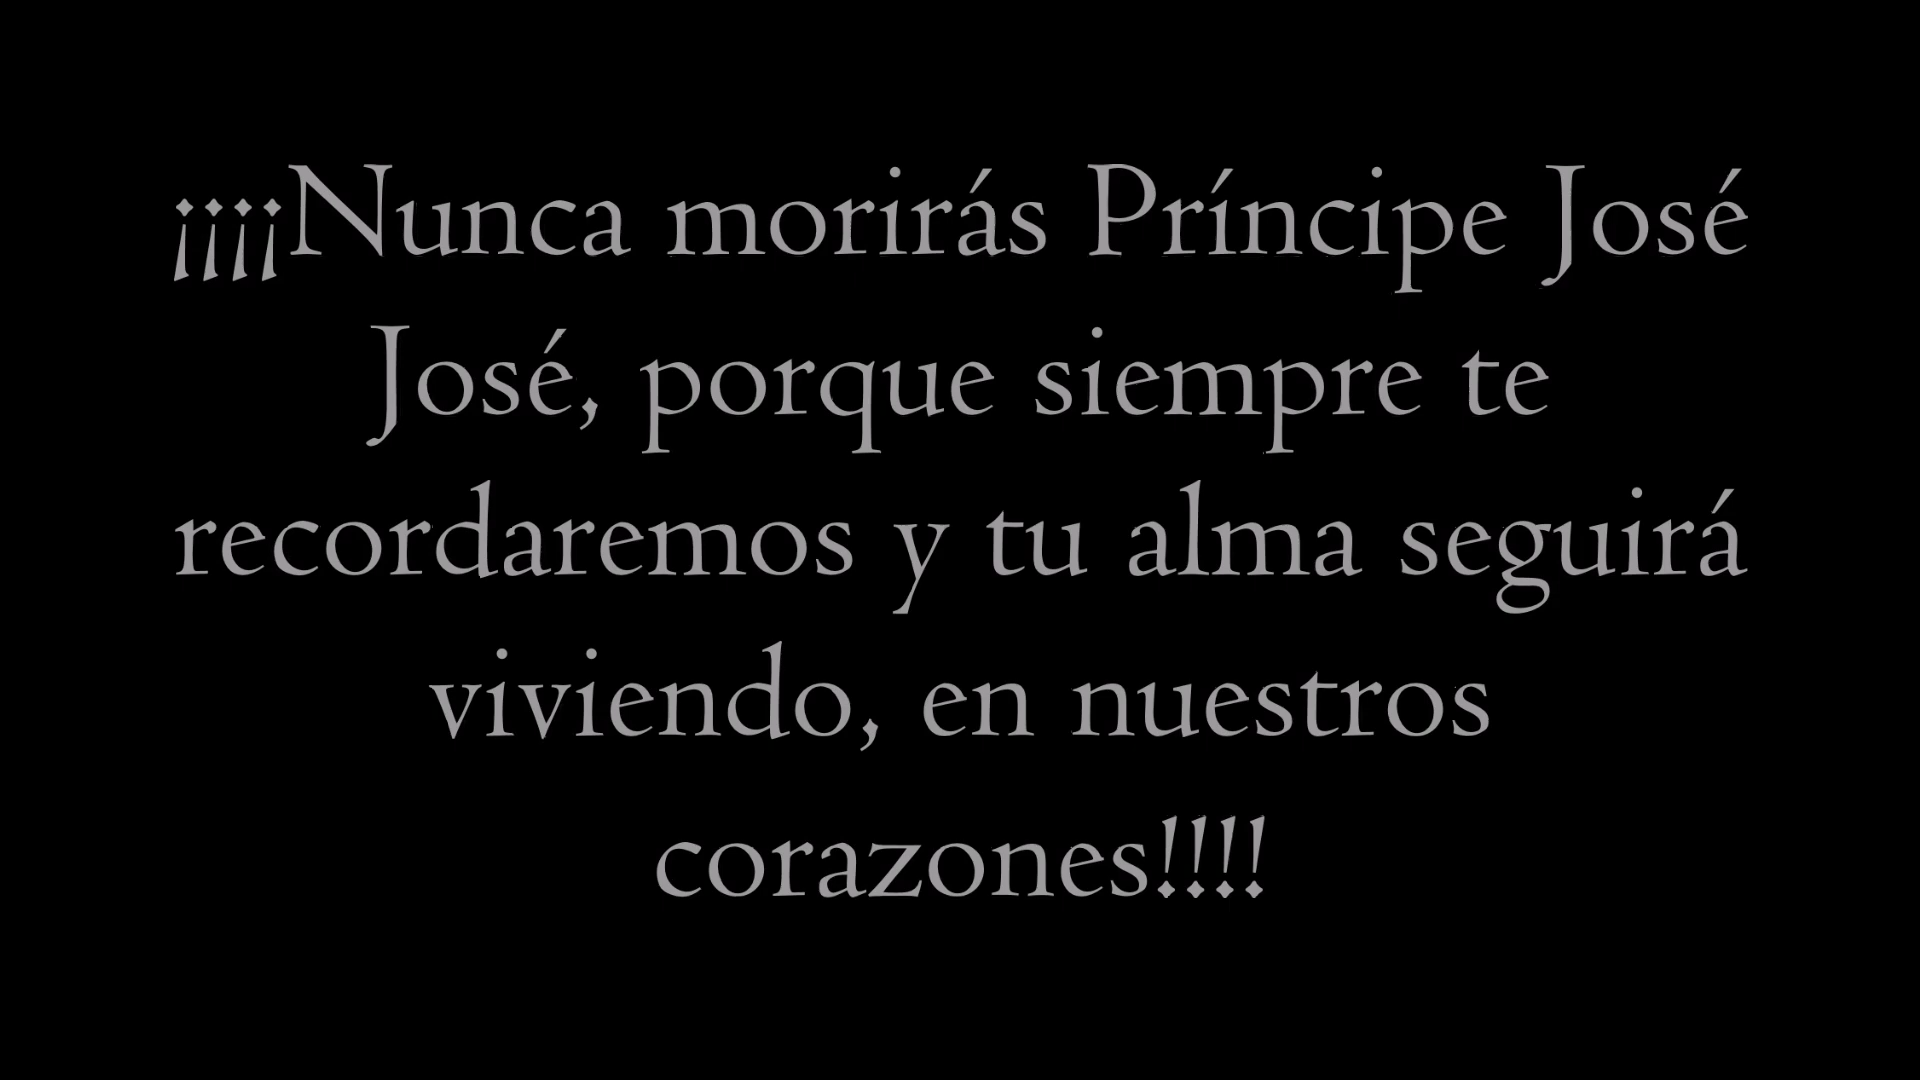 ¡¡¡¡Nunca morirás Príncipe José
José, porque siempre te
recordaremos y tu alma seguirá
viviendo, en nuestros
corazones!!!!